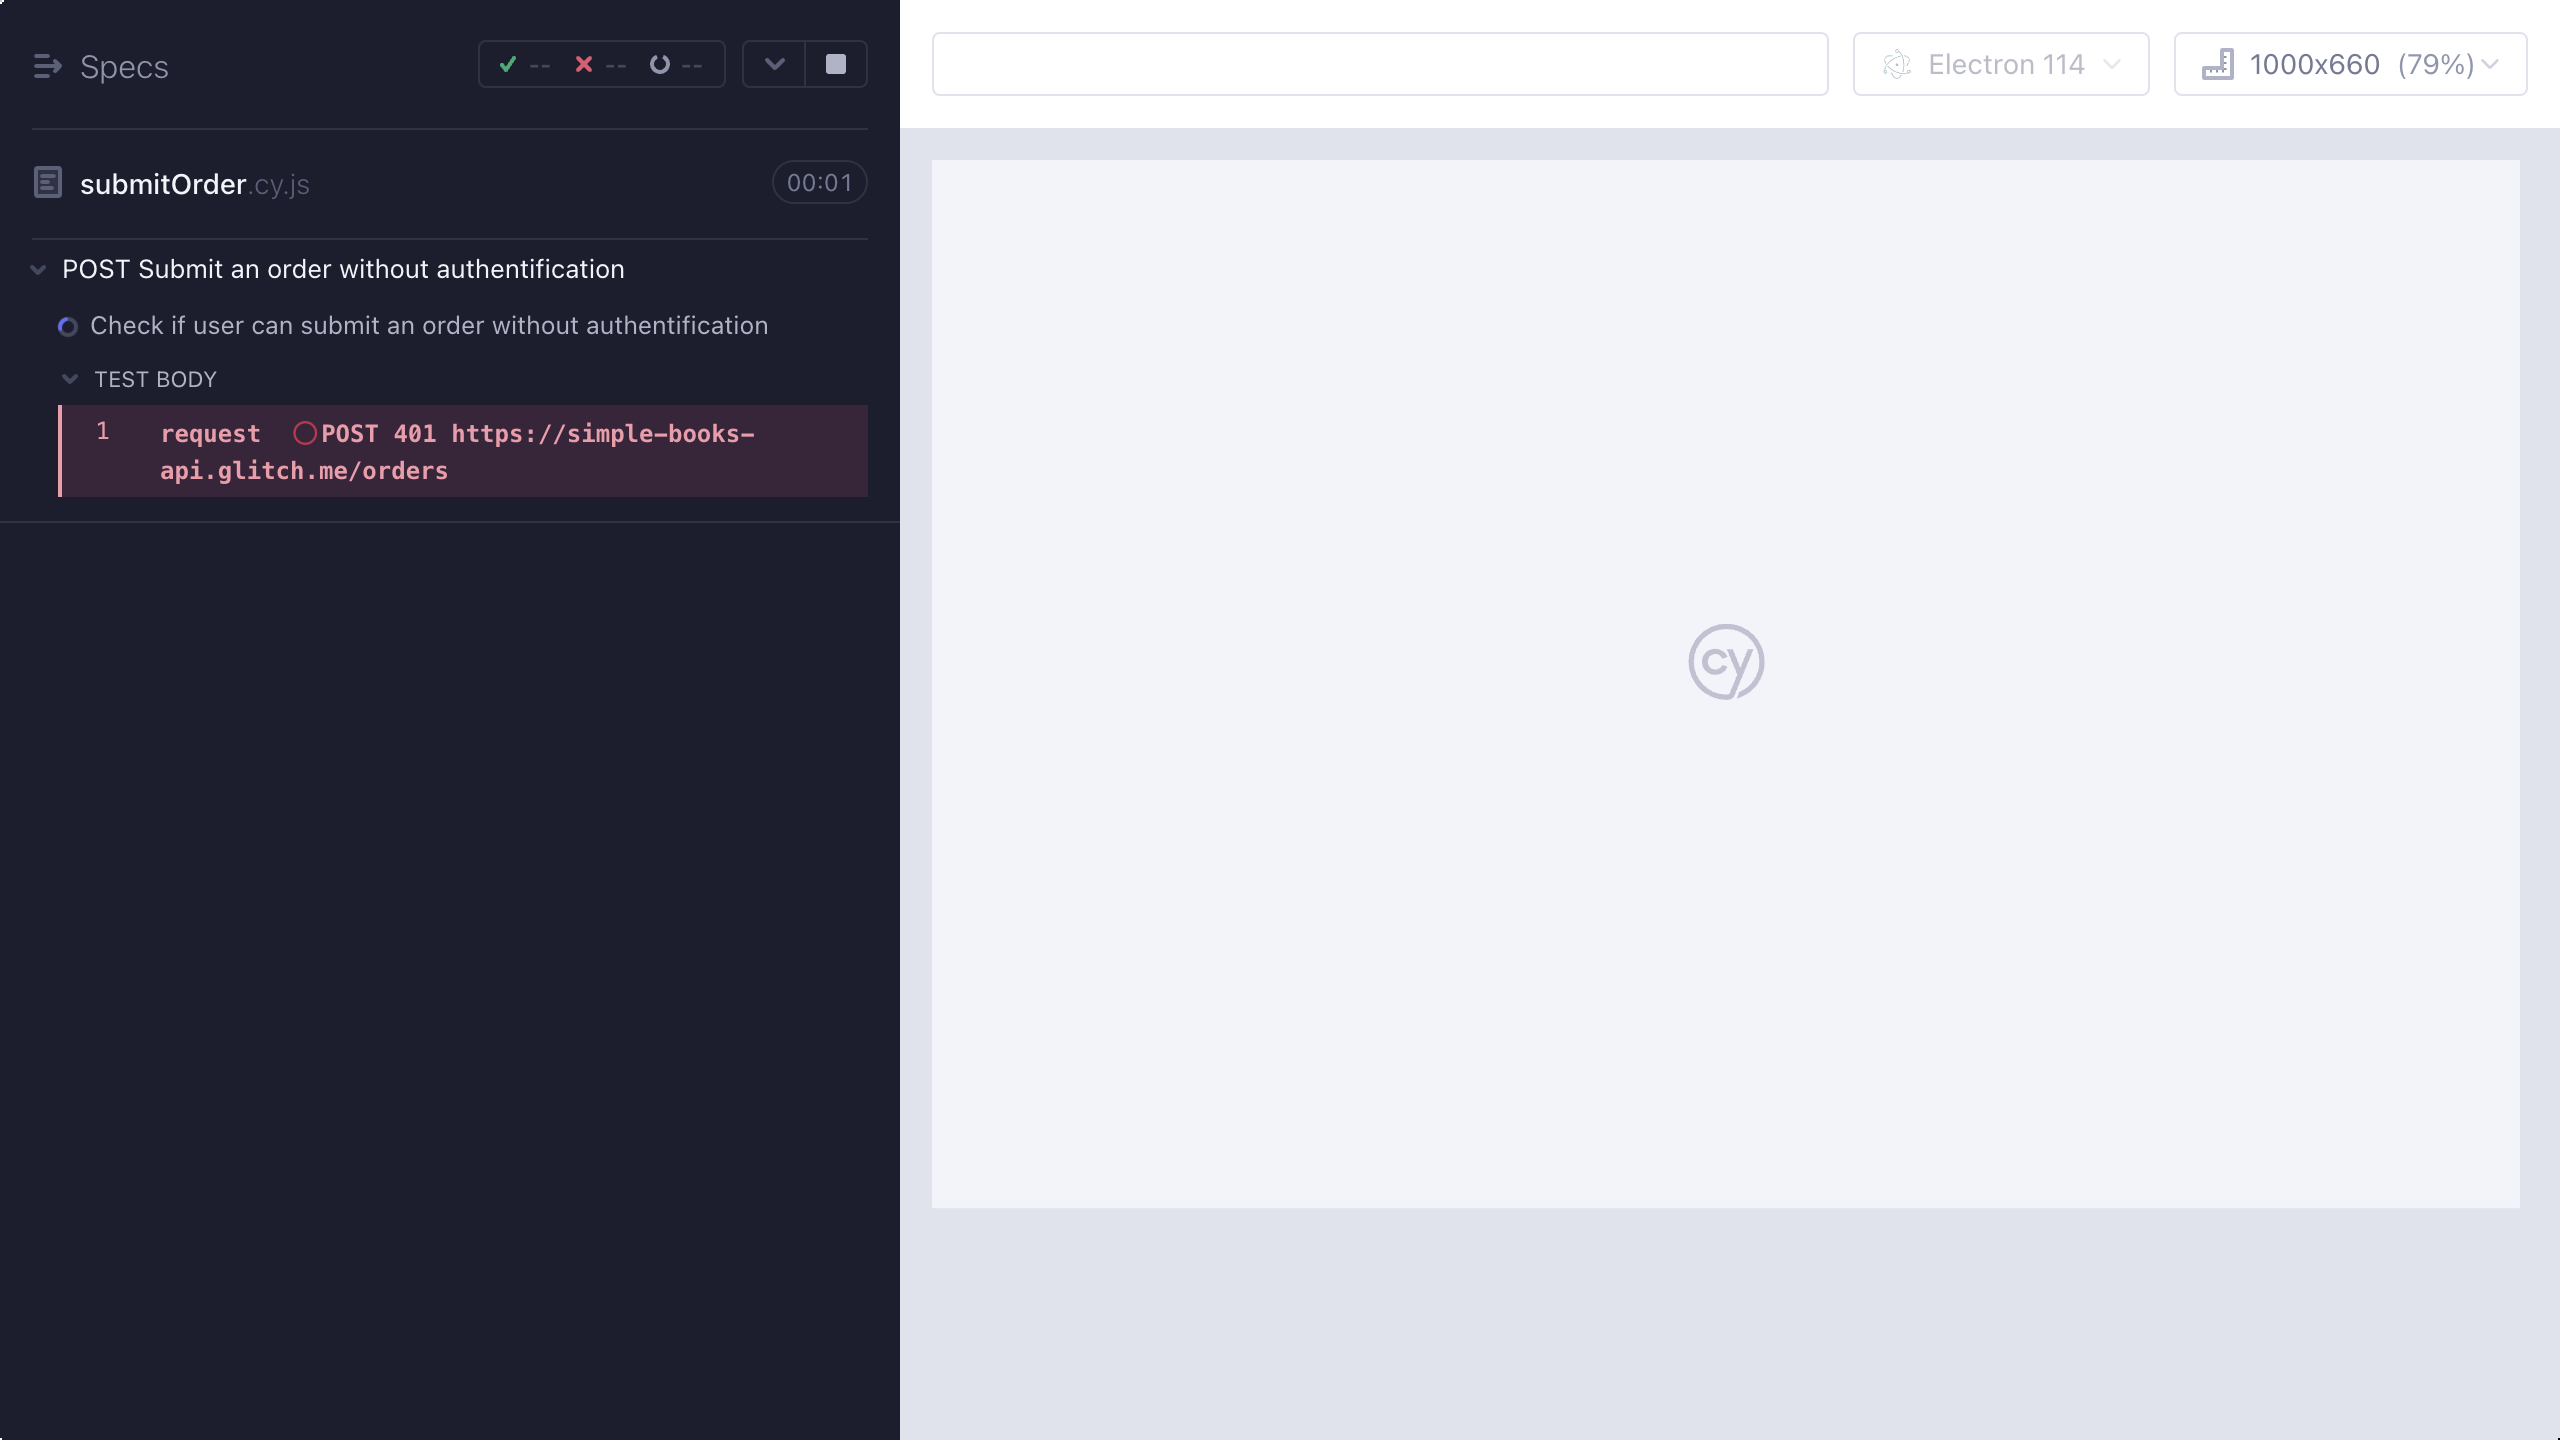 Specs
-- -- --
submitOrder.cy.js
00:01
POST Submit an order without authentification
Check if user can submit an order without authentification
TEST BODY
1 request POST 401 https://simple-books-
api.glitch.me/orders
Electron 114
1000x660 (79%)
cy